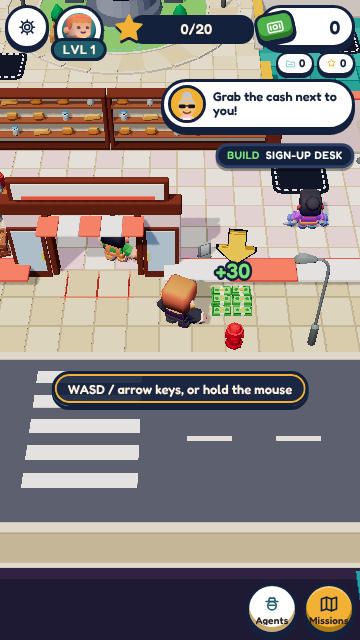 0/20
0
LVL 1
0
0
Grab the cash next to
you!
BUILD SIGN-UP DESK
+30
WASD / arrow keys, or hold the mouse
Agents
Missions